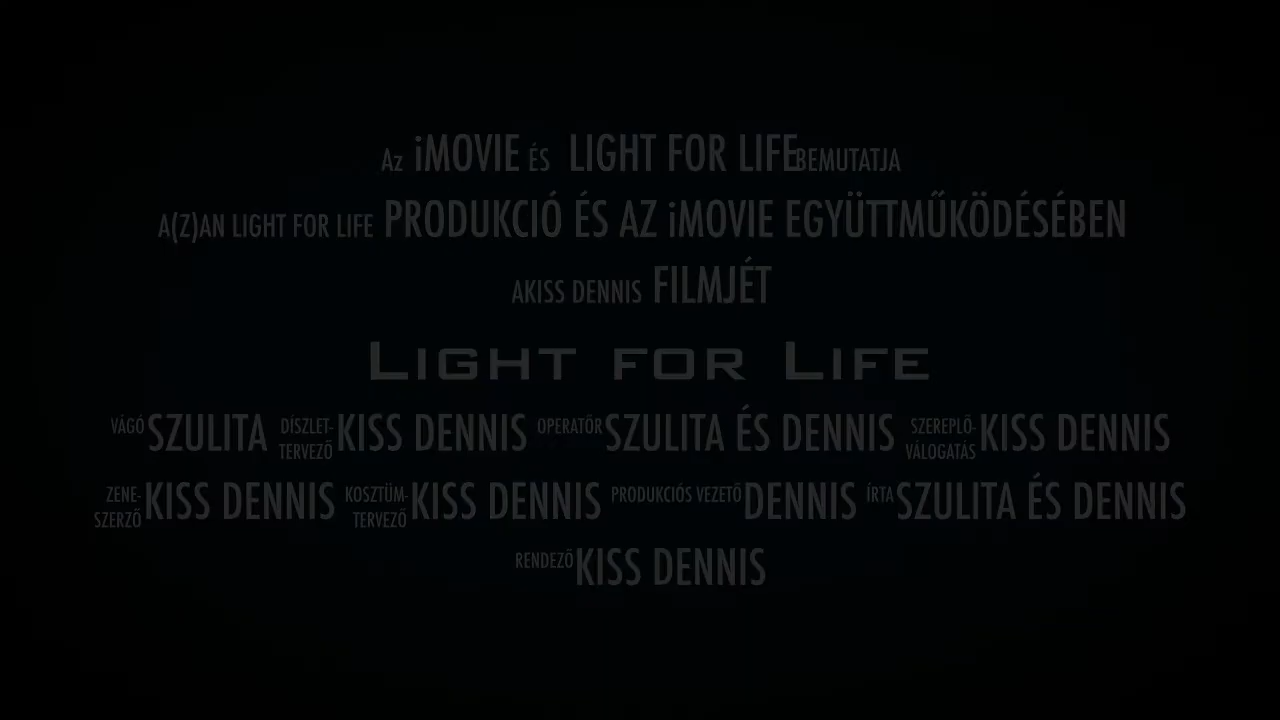 Az iMOVIE ÉS LIGHT FOR LIFE BEMUTATJA
A(Z)AN LIGHT FOR LIFE PRODUKCIÓ ÉS AZ iMOVIE EGYÜTTMŰKÖDÉSÉBEN
AKISS DENNIS FILMJÉT
LIGHT FOR LIFE
VÁGÓ SZULITA DÍSZLET-TERVEZŐ KISS DENNIS OPERATŐR SZULITA ÉS DENNIS SZEREPLŐ-VÁLOGATÁS KISS DENNIS
ZENE-SZERZŐ KISS DENNIS KOSZTÜM-TERVEZŐ KISS DENNIS PRODUKCIÓS VEZETŐ DENNIS ÍRTA SZULITA ÉS DENNIS
RENDEZŐ KISS DENNIS